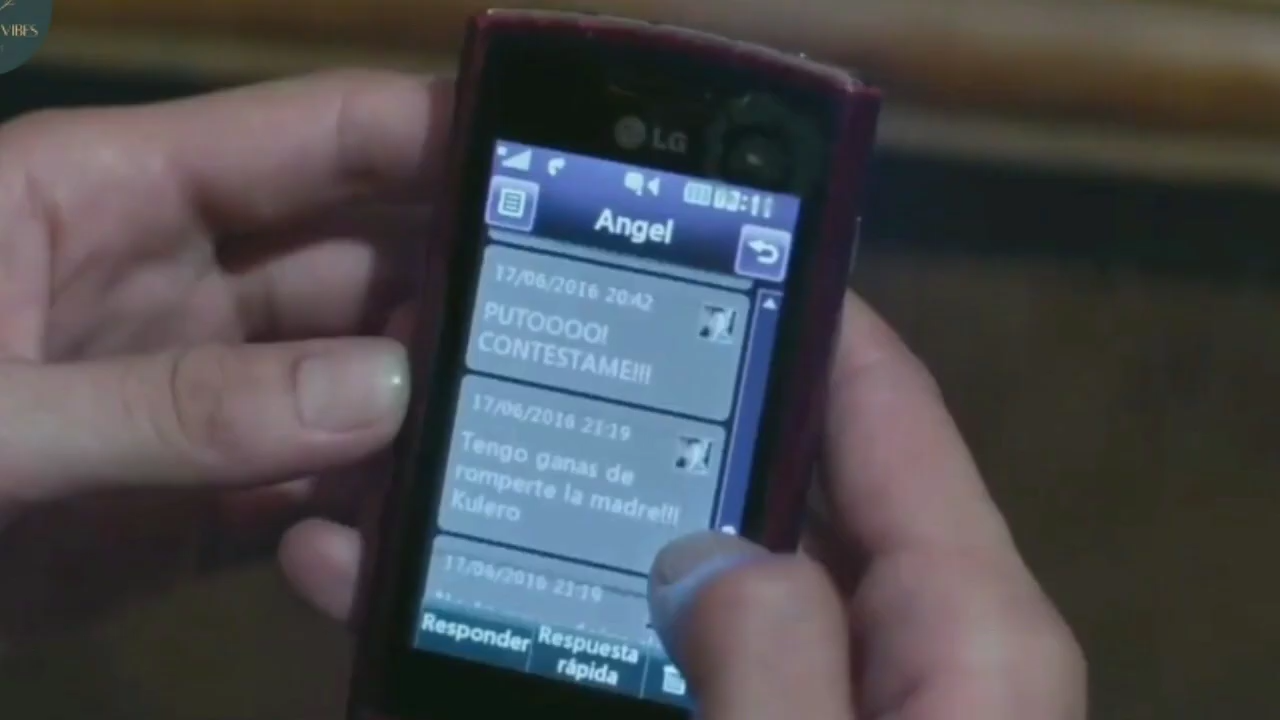 VIBES
LG
Angel
17/06/2016 20:42
PUTOOOO!
CONTESTAME!!!
17/06/2016 21:19
Tengo ganas de
romperte la madre!!!
Kulero
17/06/2016 21:19
Responder
Respuesta
rápida